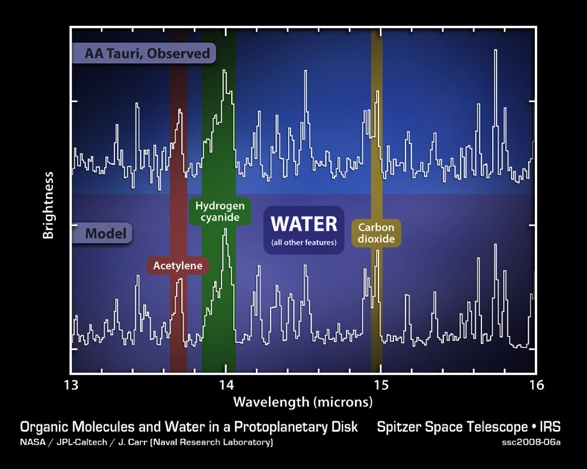 AA Tauri, Observed
Hydrogen
cyanide
WATER
(all other features)
Carbon
dioxide
Model
Acetylene
Brightness
13 14 15 16
Wavelength (microns)
Organic Molecules and Water in a Protoplanetary Disk Spitzer Space Telescope • IRS
NASA / JPL-Caltech / J. Carr (Naval Research Laboratory) ssc2008-06a